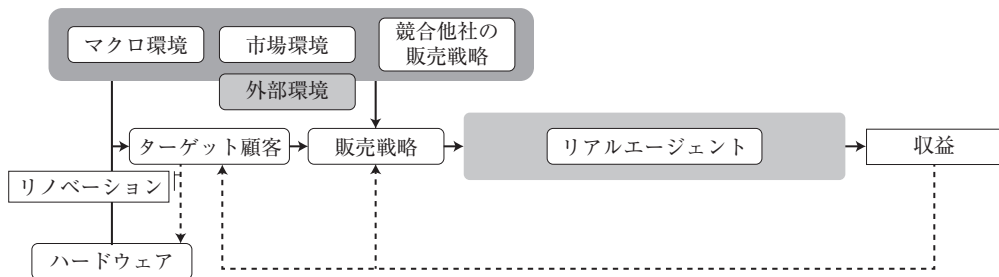 マクロ環境
市場環境
競合他社の
販売戦略
外部環境
ターゲット顧客
販売戦略
リアルエージェント
収益
リノベーション
ハードウェア